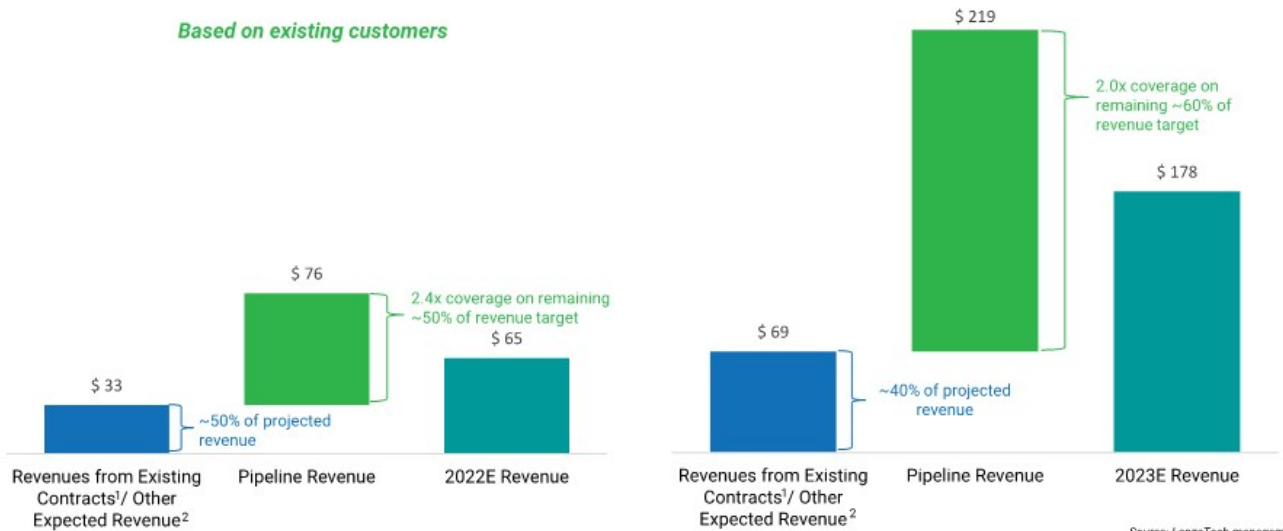 Based on existing customers
$ 76
2.4x coverage on remaining
~50% of revenue target
$ 65
$ 33
~50% of projected
revenue
Revenues from Existing
Contracts¹/ Other
Expected Revenue²
Pipeline Revenue
2022E Revenue
$ 219
2.0x coverage on
remaining ~60% of
revenue target
$ 178
$ 69
~40% of projected
revenue
Revenues from Existing
Contracts¹/ Other
Expected Revenue²
Pipeline Revenue
2023E Revenue